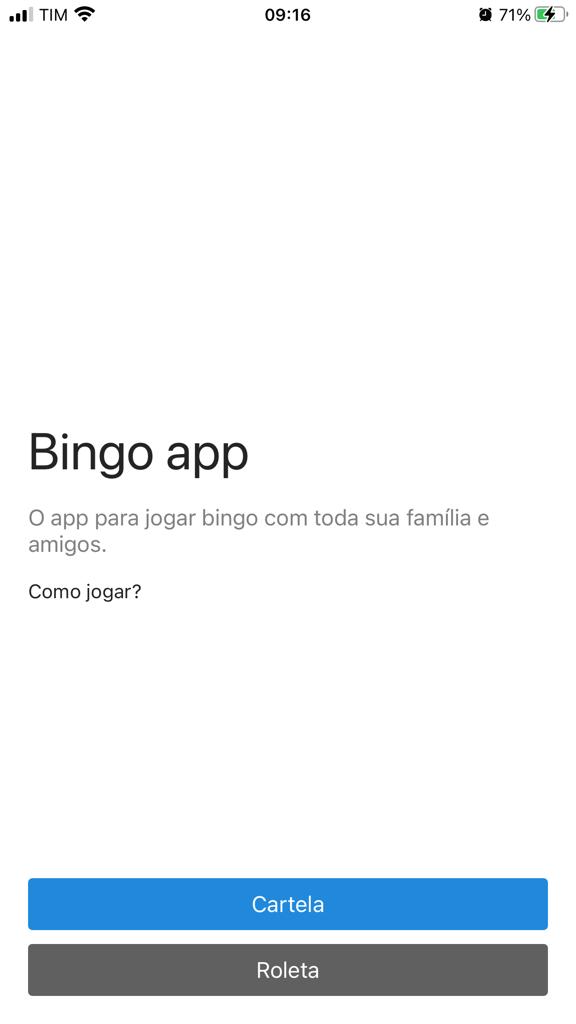 TIM 09:16 71%
Bingo app
O app para jogar bingo com toda sua família e
amigos.
Como jogar?
Cartela
Roleta